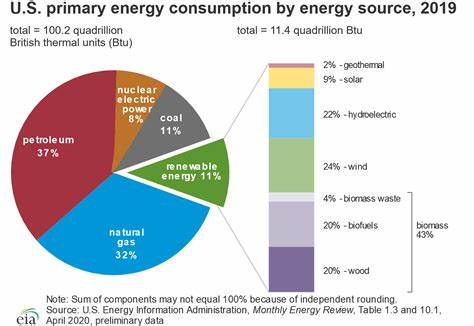 U.S. primary energy consumption by energy source, 2019
total = 100.2 quadrillion
British thermal units (Btu)
total = 11.4 quadrillion Btu
petroleum
37%
nuclear
electric
power
8%
coal
11%
renewable
energy 11%
natural
gas
32%
2% - geothermal
9% - solar
22% - hydroelectric
24% - wind
4% - biomass waste
20% - biofuels
20% - wood
biomass
43%
Note: Sum of components may not equal 100% because of independent rounding.
Source: U.S. Energy Information Administration, Monthly Energy Review, Table 1.3 and 10.1,
April 2020, preliminary data
eia